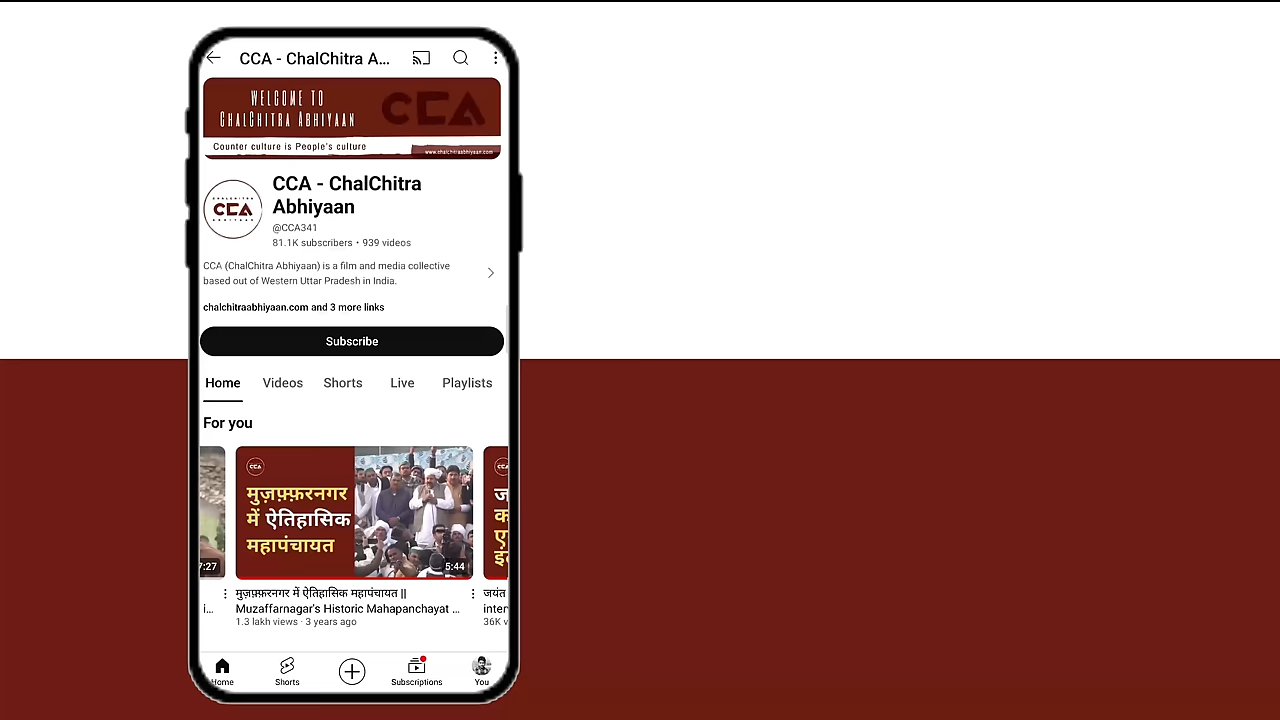 CCA - ChalChitra A...
WELCOME TO
CHALCHITRA ABHIYAAN
CCA
Counter culture is People's culture
www.chalchitraabhiyaan.com
CHALCHITRA
CCA
ABHIYAAN
CCA - ChalChitra
Abhiyaan
@CCA341
81.1K subscribers • 939 videos
CCA (ChalChitra Abhiyaan) is a film and media collective
based out of Western Uttar Pradesh in India.
chalchitraabhiyaan.com and 3 more links
Subscribe
Home Videos Shorts Live Playlists
For you
7:27
i...
CCA
मुज़फ़्फ़रनगर
में ऐतिहासिक
महापंचायत
5:44
मुज़फ़्फ़रनगर में ऐतिहासिक महापंचायत ||
Muzaffarnagar's Historic Mahapanchayat ...
1.3 lakh views · 3 years ago
जयंत
36K
Home Shorts Subscriptions You